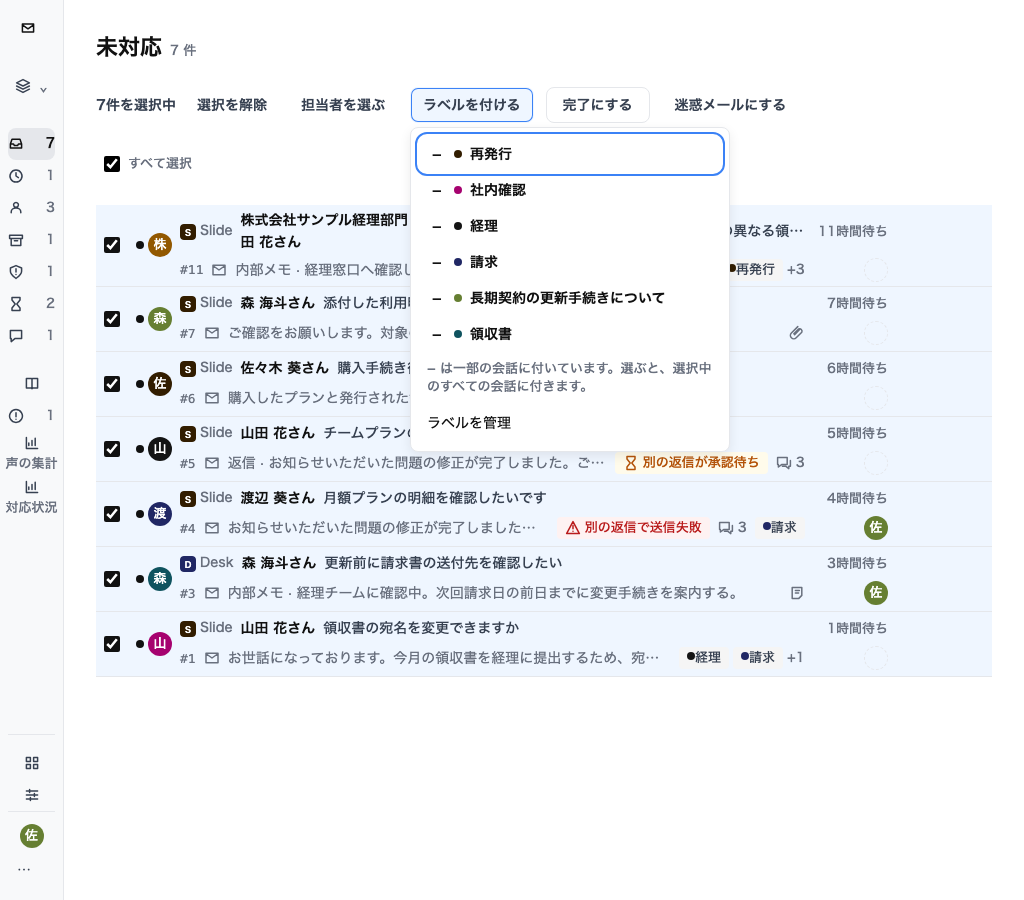 未対応 7 件
7件を選択中 選択を解除 担当者を選ぶ ラベルを付ける 完了にする 迷惑メールにする
すべて選択
– 再発行
– 社内確認
– 経理
– 請求
– 長期契約の更新手続きについて
– 領収書
– は一部の会話に付いています。選ぶと、選択中
のすべての会話に付きます。
ラベルを管理
7
1
3
1
1
2
1
1
声の集計
対応状況
佐
株 S Slide 株式会社サンプル経理部門
田 花さん
の異なる領… 11時間待ち
#11 内部メモ · 経理窓口へ確認し
再発行 +3
森 S Slide 森 海斗さん 添付した利用
7時間待ち
#7 ご確認をお願いします。対象
佐 S Slide 佐々木 葵さん 購入手続き
6時間待ち
#6 購入したプランと発行された
山 S Slide 山田 花さん チームプランの
5時間待ち
#5 返信 · お知らせいただいた問題の修正が完了しました。ご… 別の返信が承認待ち 3
渡 S Slide 渡辺 葵さん 月額プランの明細を確認したいです 4時間待ち
#4 お知らせいただいた問題の修正が完了しました… 別の返信で送信失敗 3 請求 佐
森 D Desk 森 海斗さん 更新前に請求書の送付先を確認したい 3時間待ち
#3 内部メモ · 経理チームに確認中。次回請求日の前日までに変更手続きを案内する。 佐
山 S Slide 山田 花さん 領収書の宛名を変更できますか 1時間待ち
#1 お世話になっております。今月の領収書を経理に提出するため、宛… 経理 請求 +1